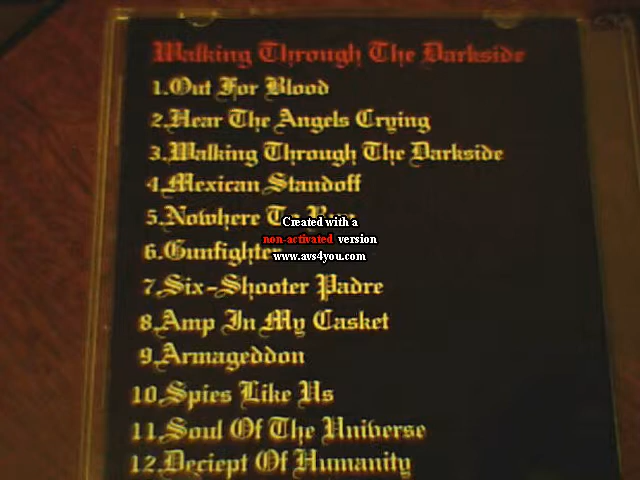 Walking Through The Darkside
1.Out For Blood
2.Hear The Angels Crying
3.Walking Through The Darkside
4.Mexican Standoff
5.Nowhere To
Created with a
6.Gunfighter
non-activated version
www.avs4you.com
7.Six-Shooter Padre
8.Amp In My Casket
9.Armageddon
10.Spies Like Us
11.Soul Of The Universe
12.Deciept Of Humanity